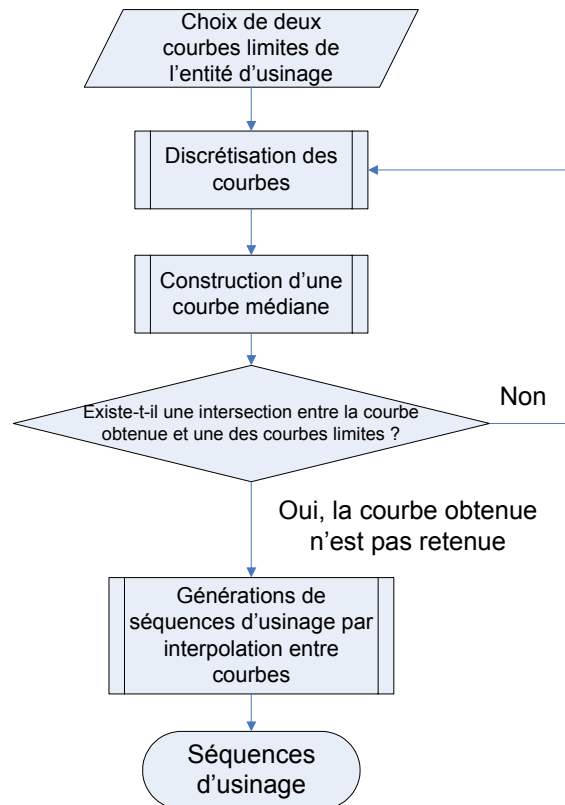 Choix de deux
courbes limites de
l’entité d’usinage
Discrétisation des
courbes
Construction d’une
courbe médiane
Existe-t-il une intersection entre la courbe
obtenue et une des courbes limites ?
Non
Oui, la courbe obtenue
n’est pas retenue
Générations de
séquences d’usinage par
interpolation entre
courbes
Séquences
d’usinage